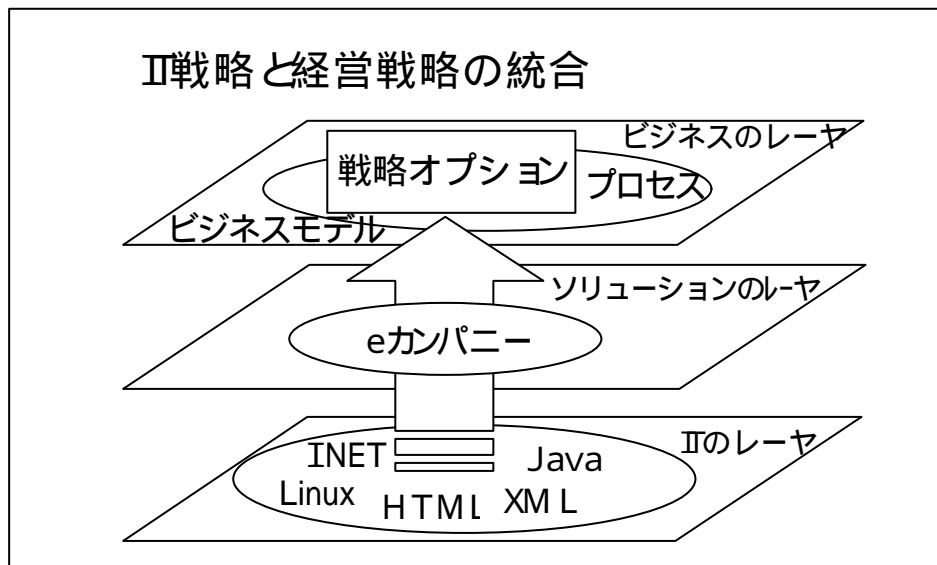 IT戦略と経営戦略の統合
ビジネスのレーヤ
戦略オプション
プロセス
ビジネスモデル
ソリューションのレーヤ
eカンパニー
ITのレーヤ
INET
Java
Linux
HTML
XML